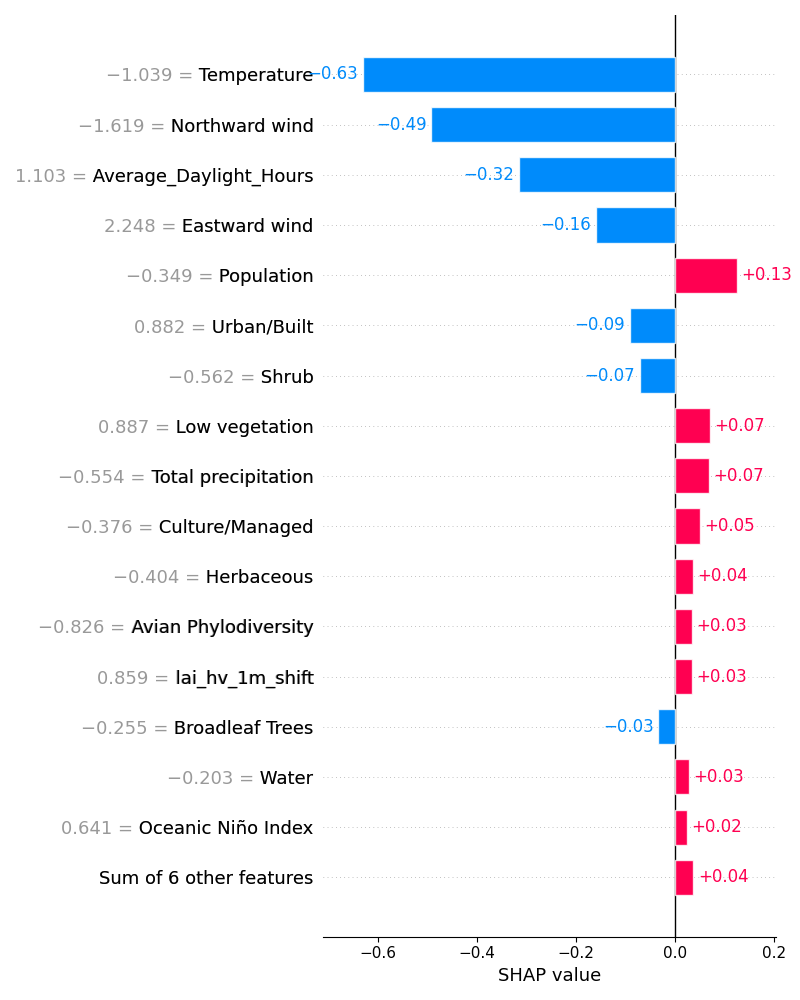 −1.039 = Temperature −0.63
−1.619 = Northward wind −0.49
1.103 = Average_Daylight_Hours −0.32
2.248 = Eastward wind −0.16
−0.349 = Population +0.13
0.882 = Urban/Built −0.09
−0.562 = Shrub −0.07
0.887 = Low vegetation +0.07
−0.554 = Total precipitation +0.07
−0.376 = Culture/Managed +0.05
−0.404 = Herbaceous +0.04
−0.826 = Avian Phylodiversity +0.03
0.859 = lai_hv_1m_shift +0.03
−0.255 = Broadleaf Trees −0.03
−0.203 = Water +0.03
0.641 = Oceanic Niño Index +0.02
Sum of 6 other features +0.04
−0.6 −0.4 −0.2 0.0 0.2
SHAP value